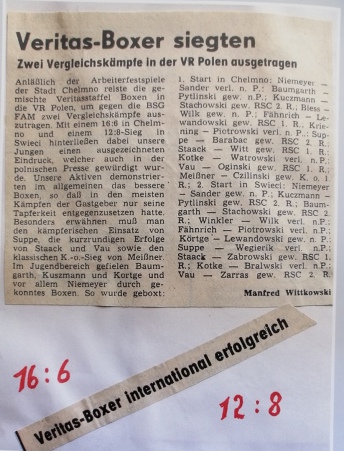 Veritas-Boxer siegten
Zwei Vergleichskämpfe in der VR Polen ausgetragen
Anläßlich der Arbeiterfestspiele
der Stadt Chelmno reiste die ge-
mischte Veritasstaffel Boxen in
die VR Polen, um gegen die BSG
FAM zwei Vergleichskämpfe aus-
zutragen. Mit einem 16:6 in Chelm-
no und einem 12:8-Sieg in
Swieci hinterließen dabei unsere
Jungen einen ausgezeichneten
Eindruck, welcher auch in der
polnischen Presse gewürdigt wur-
de. Unsere Aktiven demonstrier-
ten im allgemeinen das bessere
Boxen, so daß in den meisten
Kämpfen der Gastgeber nur seine
Tapferkeit entgegenzusetzen hatte.
Besonders erwähnen muß man
den kämpferischen Einsatz von
Suppe, die kurzrundigen Erfolge
von Staack und Vau sowie den
klassischen K.-o.-Sieg von Meißner.
Im Jugendbereich gefielen Baum-
garth, Kuszmann und Kortge und
vor allem Niemeyer durch ge-
konntes Boxen. So wurde geboxt:
1. Start in Chelmno: Niemeyer –
Sander verl. n. P.: Baumgarth –
Pytlinski gew. n.P.; Kuczmann –
Stachowski gew. RSC 2. R.; Biess –
Wilk gew. n. P.; Fähnrich – Le-
wandowski gew. RSC 1. R.; Krie-
ning – Piotrowski verl. n. P.; Sup-
pe – Barabac gew. RSC 2. R.;
Staack – Witt gew. RSC 1. R.;
Kotke – Watrowski verl. n. P.;
Vau – Oginski gew. RSC 1. R.;
Meißner – Czilinski gew. K. o. 1
R.; 2. Start in Swieci: Niemeyer
– Sander gew. n. P.; Kuczmann –
Pytlinski gew. RSC 2. R.; Baum-
garth – Stachowski gew. RSC
2. R.; Winkler – Wilk verl. n.P.
Fähnrich – Piotrowski verl. n. P.;
Körtge – Lewandowski gew. n. P.;
Suppe – Wegierik verl. n.P.;
Staack – Zabrowski gew. RSC 1.
R.; Kotke – Bralwski verl. n.P.;
Vau – Zarras gew. RSC 2. R.
Manfred Wittkowski
Veritas-Boxer international erfolgreich
16:6
12:8